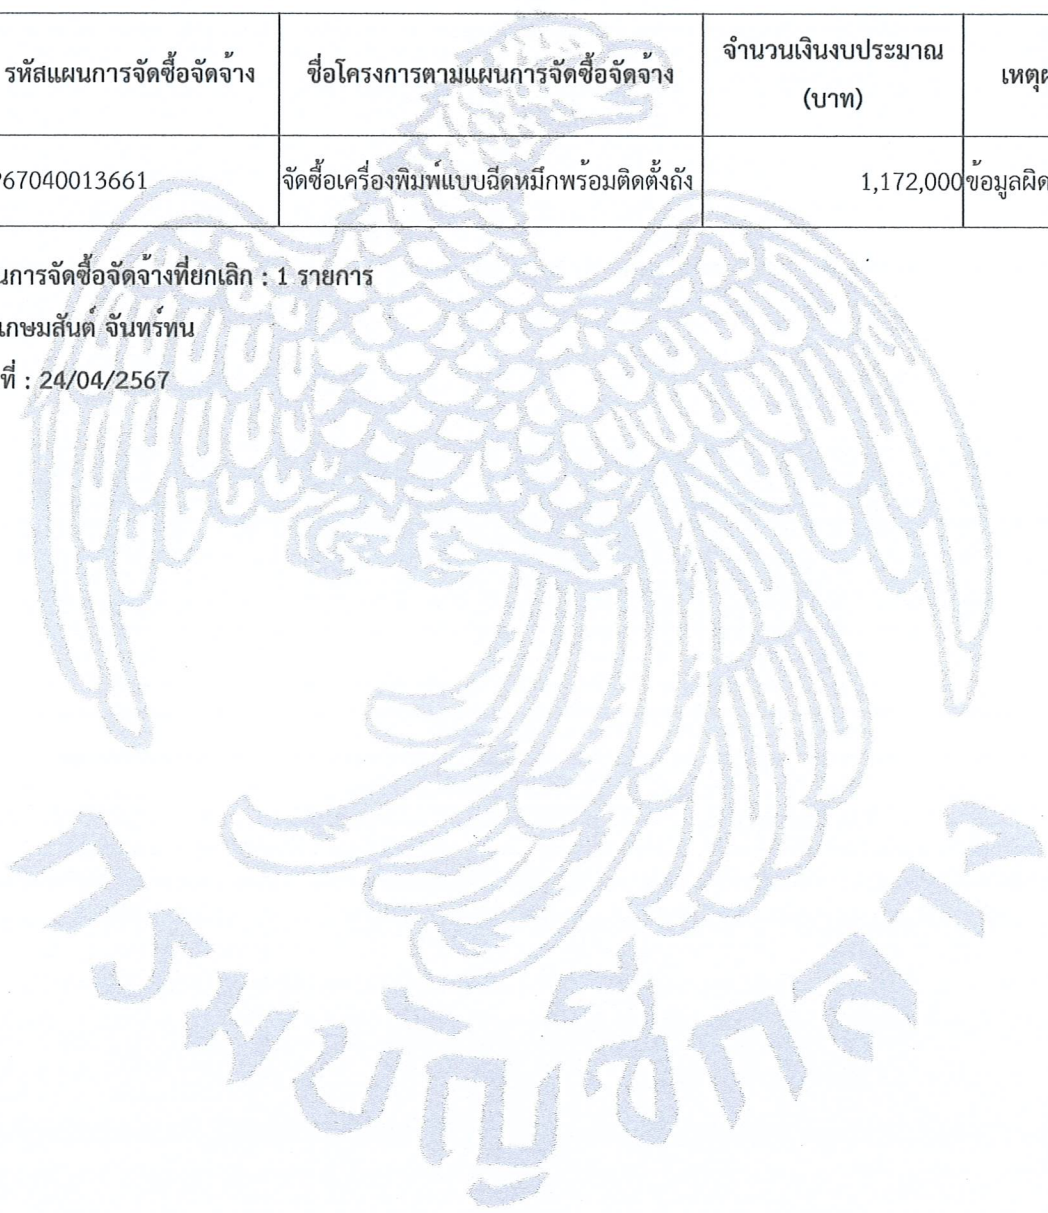 รหัสแผนการจัดซื้อจัดจ้าง ชื่อโครงการตามแผนการจัดซื้อจัดจ้าง จำนวนเงินงบประมาณ
(บาท)
67040013661 จัดซื้อเครื่องพิมพ์แบบฉีดหมึกพร้อมติดตั้งถัง 1,172,000 ข้อมูลผิด
นการจัดซื้อจัดจ้างที่ยกเลิก : 1 รายการ
เกษมสันต์ จันทร์ทน
ที่ : 24/04/2567
กรมบัญชีกลาง